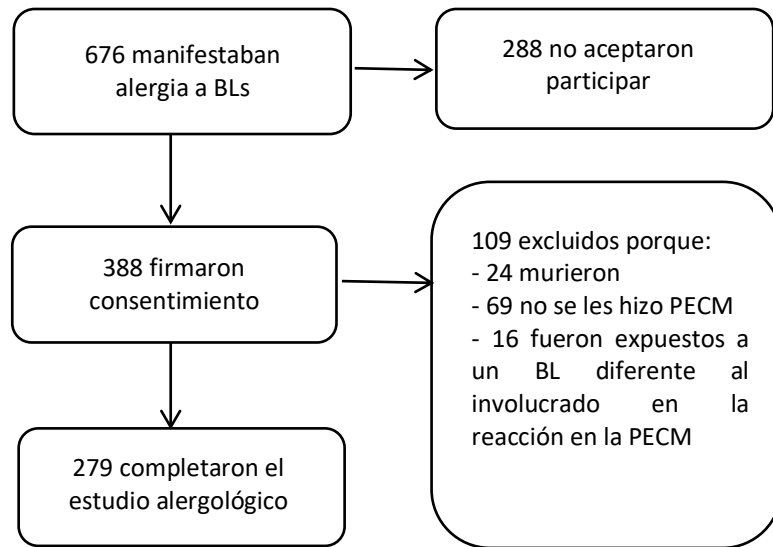 676 manifestaban
alergia a BLs
288 no aceptaron
participar
388 firmaron
consentimiento
109 excluidos porque:
- 24 murieron
- 69 no se les hizo PECM
- 16 fueron expuestos a
un BL diferente al
involucrado en la
reacción en la PECM
279 completaron el
estudio alergológico